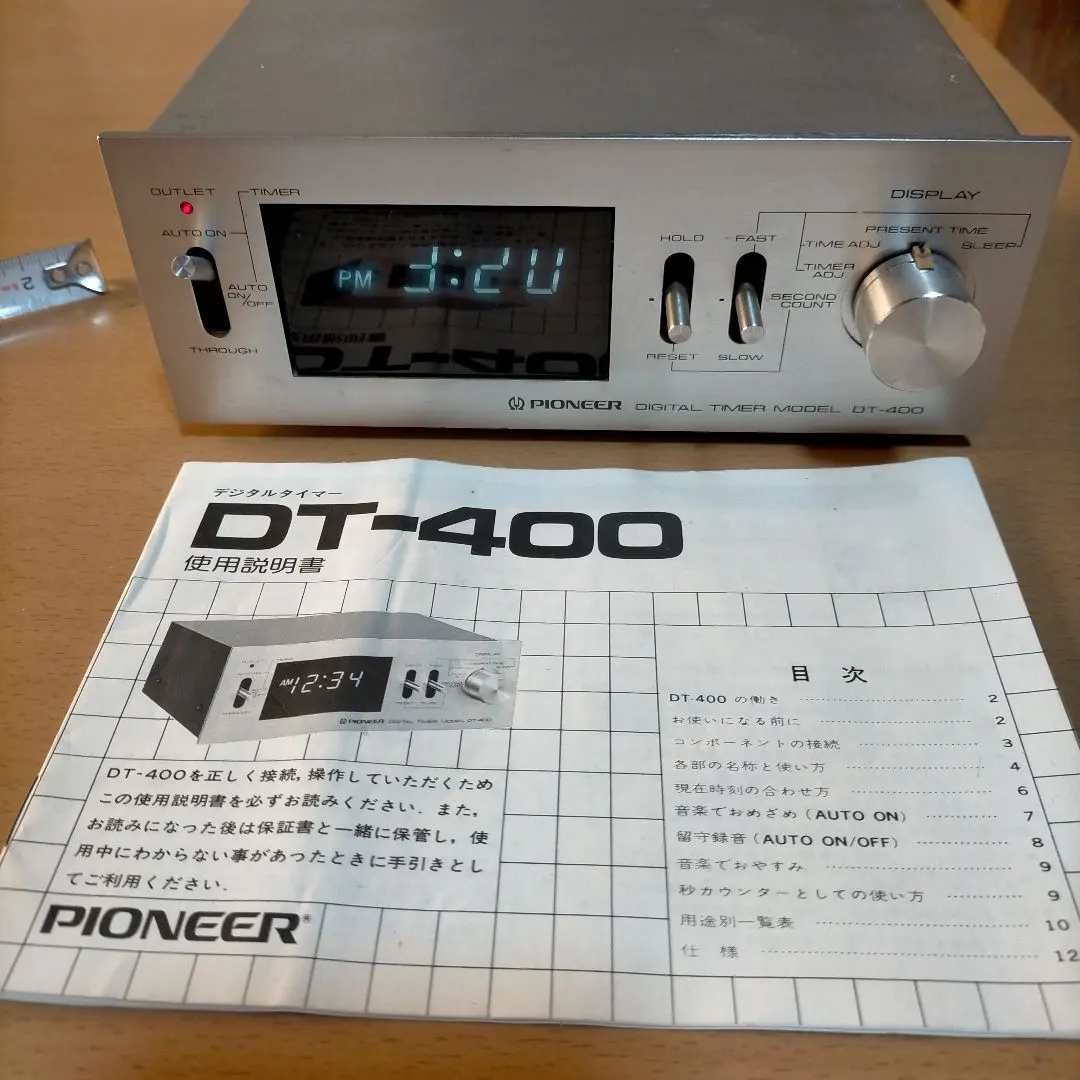 OUTLET
TIMER
AUTO ON
AUTO
ON/OFF
THROUGH
PM 3:20
HOLD
FAST
RESET
SLOW
DISPLAY
PRESENT TIME
TIME ADJ
SLEEP
TIMER
ADJ
SECOND
COUNT
PIONEER DIGITAL TIMER MODEL DT-400
デジタルタイマー
DT-400
使用説明書
AM 12:34
PIONEER DIGITAL TIMER MODEL DT-400
DT-400を正しく接続,操作していただくため
この使用説明書を必ずお読みください.また,
お読みになった後は保証書と一緒に保管し,使
用中にわからない事があったときに手引きとし
てご利用ください.
PIONEER®
目次
DT-400 の働き 2
お使いになる前に 2
コンポーネントの接続 3
各部の名称と使い方 4
現在時刻の合わせ方 6
音楽でおめざめ(AUTO ON) 7
留守録音(AUTO ON/OFF) 8
音楽でおやすみ 9
秒カウンターとしての使い方 9
用途別一覧表 10
仕様 12